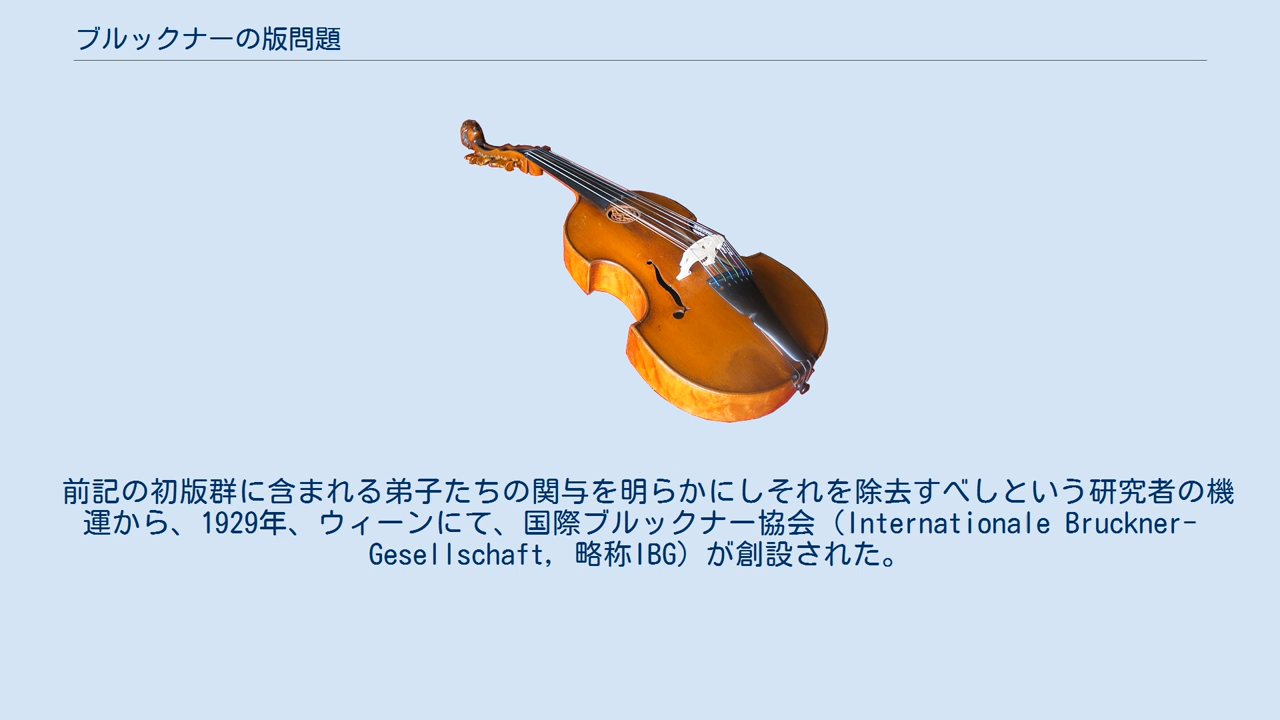 ブルックナーの版問題
前記の初版群に含まれる弟子たちの関与を明らかにしそれを除去すべしという研究者の機
運から、1929年、ウィーンにて、国際ブルックナー協会（Internationale Bruckner-
Gesellschaft, 略称IBG）が創設された。